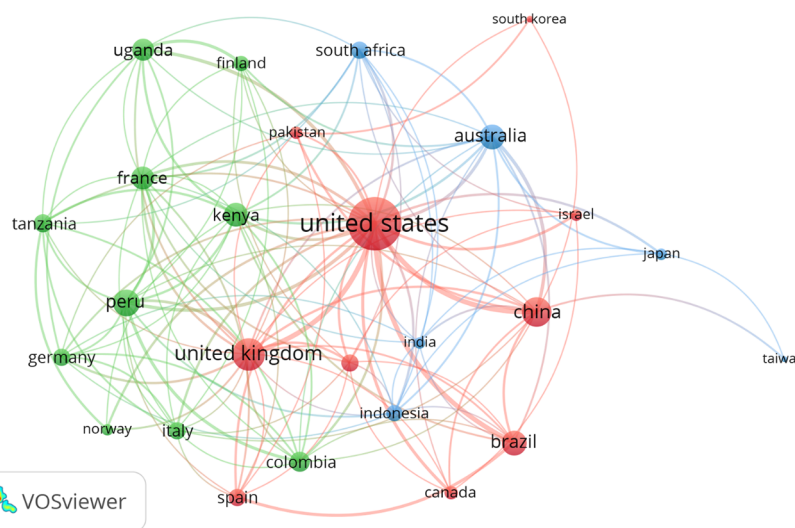 south korea
uganda
south africa
finland
pakistan
australia
france
kenya
israel
tanzania
united states
japan
peru
china
india
united kingdom
germany
taiwa
indonesia
norway
italy
brazil
colombia
canada
spain
VOSviewer